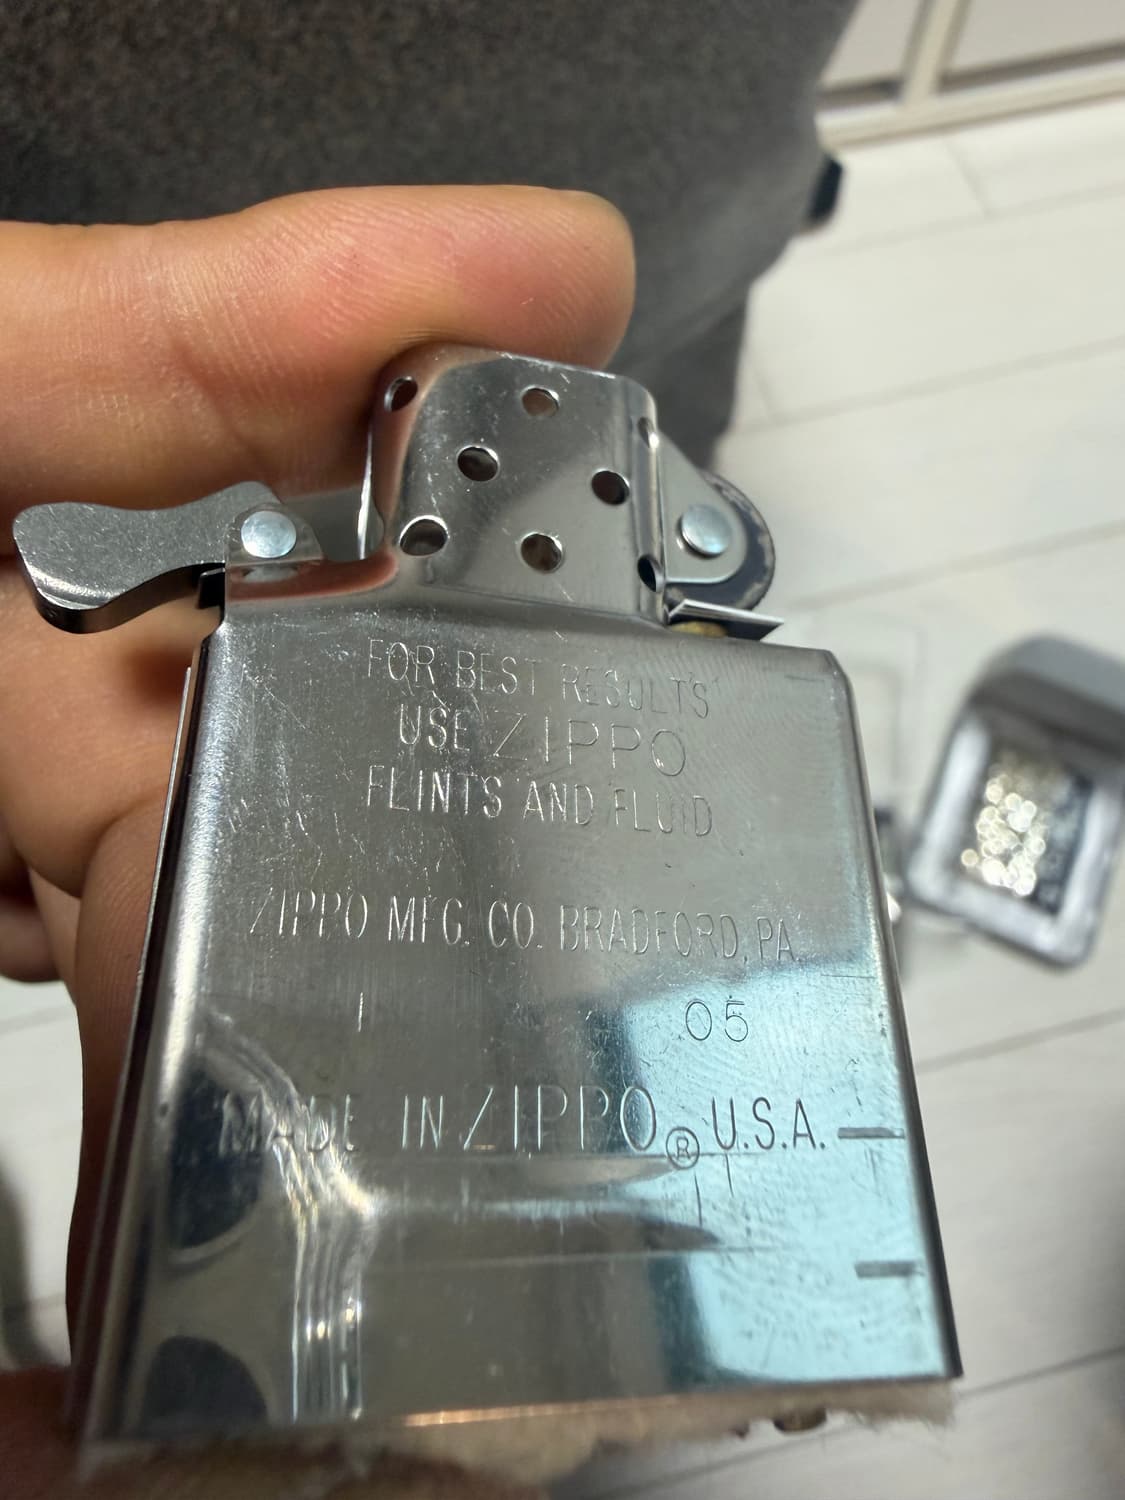 FOR BEST RESULTS
USE ZIPPO
FLINTS AND FLUID
ZIPPO MFG. CO. BRADFORD, PA.
I 05
MADE IN ZIPPO® U.S.A.